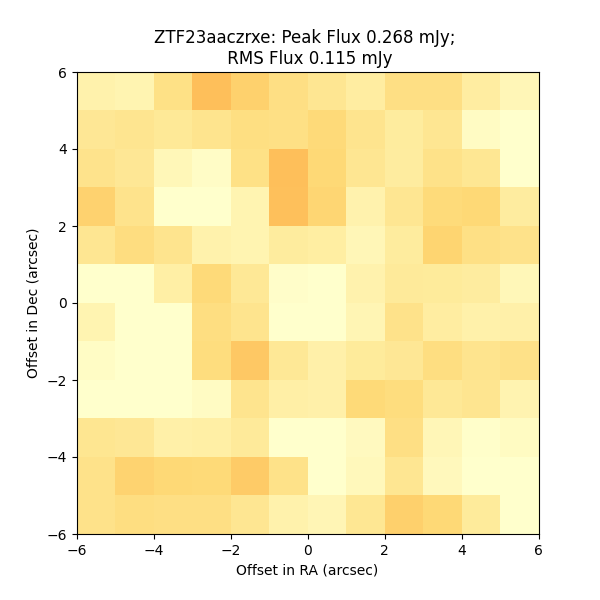 ZTF23aaczrxe: Peak Flux 0.268 mJy;
RMS Flux 0.115 mJy
6
4
2
0
−2
−4
−6
Offset in Dec (arcsec)
−6 −4 −2 0 2 4 6
Offset in RA (arcsec)